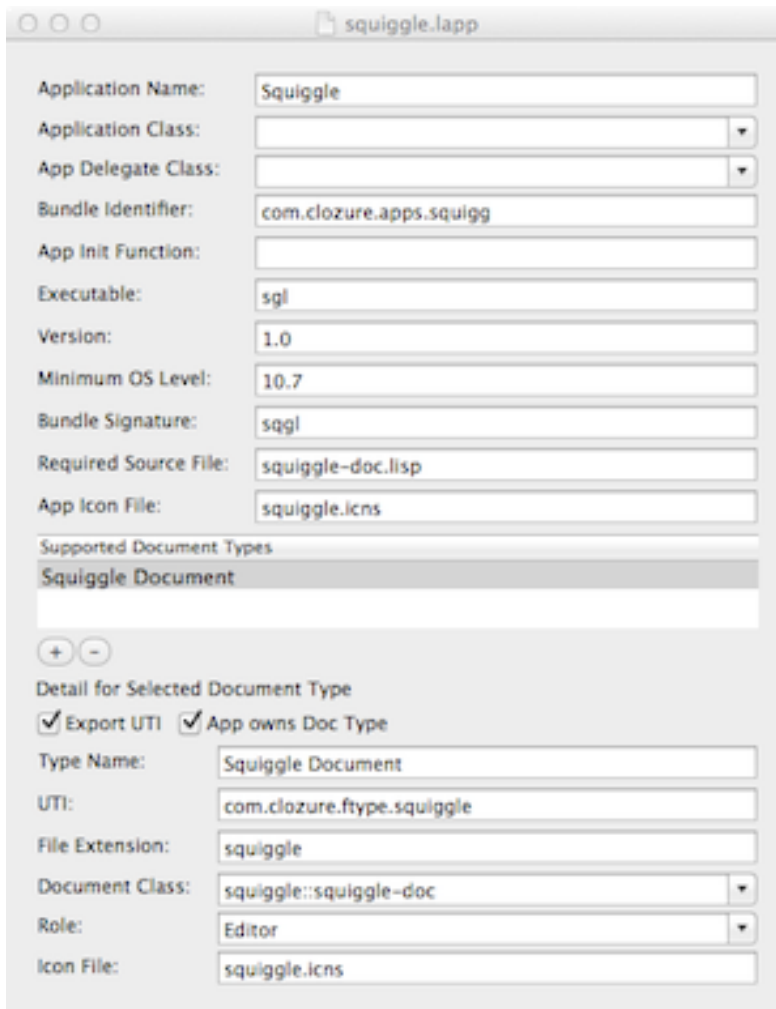 squiggle.lapp
Application Name: Squiggle
Application Class:
App Delegate Class:
Bundle Identifier: com.clozure.apps.squigg
App Init Function:
Executable: sgl
Version: 1.0
Minimum OS Level: 10.7
Bundle Signature: sqgl
Required Source File: squiggle-doc.lisp
App Icon File: squiggle.icns
Supported Document Types
Squiggle Document
+ -
Detail for Selected Document Type
Export UTI App owns Doc Type
Type Name: Squiggle Document
UTI: com.clozure.ftype.squiggle
File Extension: squiggle
Document Class: squiggle::squiggle-doc
Role: Editor
Icon File: squiggle.icns